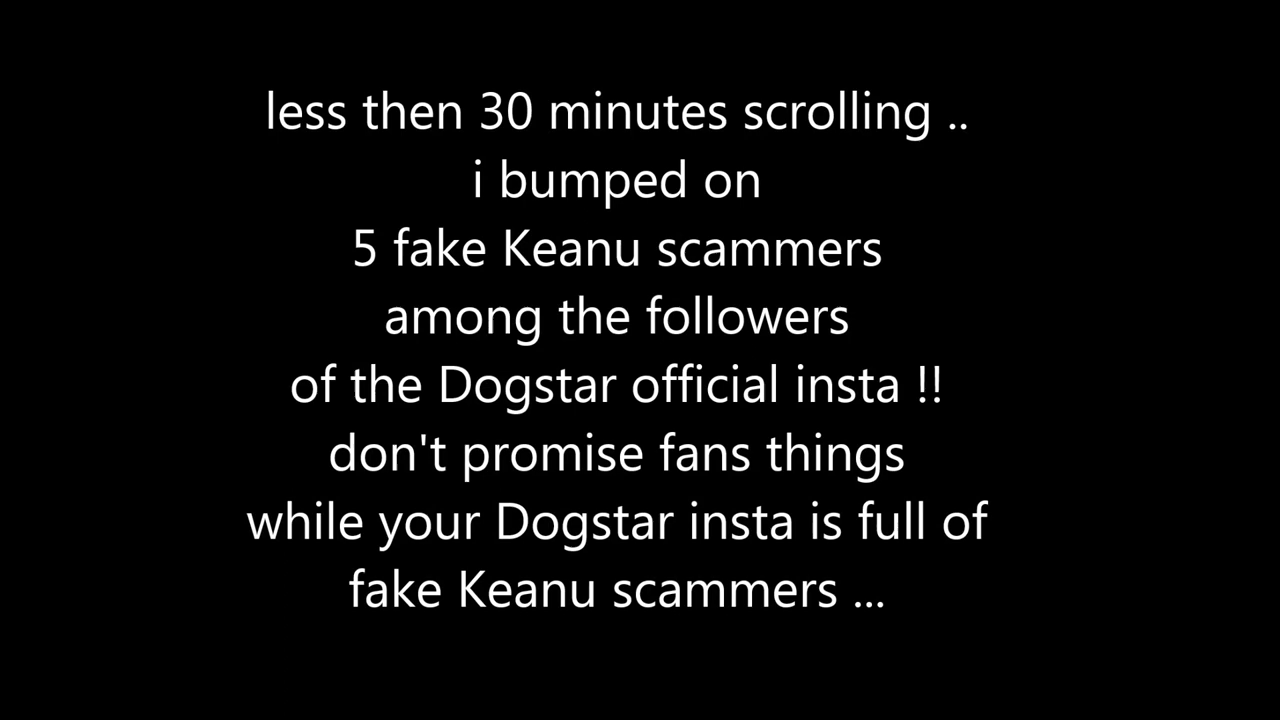 less then 30 minutes scrolling ..
i bumped on
5 fake Keanu scammers
among the followers
of the Dogstar official insta !!
don't promise fans things
while your Dogstar insta is full of
fake Keanu scammers ...